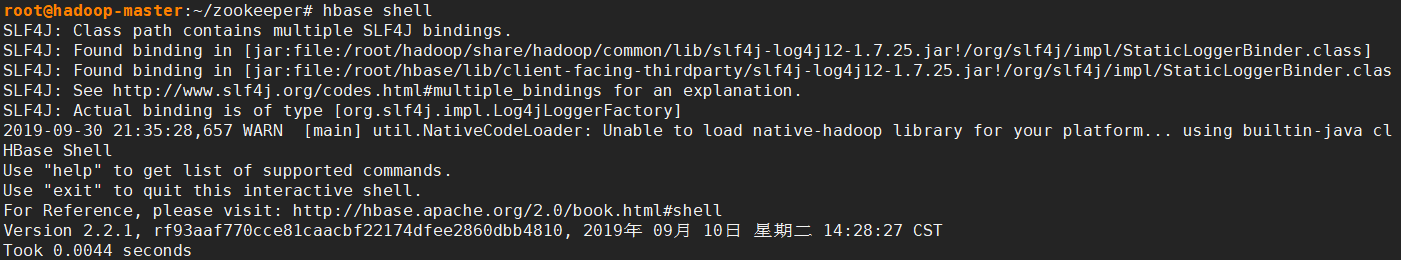 root@hadoop-master:~/zookeeper# hbase shell
SLF4J: Class path contains multiple SLF4J bindings.
SLF4J: Found binding in [jar:file:/root/hadoop/share/hadoop/common/lib/slf4j-log4j12-1.7.25.jar!/org/slf4j/impl/StaticLoggerBinder.class]
SLF4J: Found binding in [jar:file:/root/hbase/lib/client-facing-thirdparty/slf4j-log4j12-1.7.25.jar!/org/slf4j/impl/StaticLoggerBinder.clas
SLF4J: See http://www.slf4j.org/codes.html#multiple_bindings for an explanation.
SLF4J: Actual binding is of type [org.slf4j.impl.Log4jLoggerFactory]
2019-09-30 21:35:28,657 WARN  [main] util.NativeCodeLoader: Unable to load native-hadoop library for your platform... using builtin-java cl
HBase Shell
Use "help" to get list of supported commands.
Use "exit" to quit this interactive shell.
For Reference, please visit: http://hbase.apache.org/2.0/book.html#shell
Version 2.2.1, rf93aaf770cce81caacbf22174dfee2860dbb4810, 2019年 09月 10日 星期二 14:28:27 CST
Took 0.0044 seconds